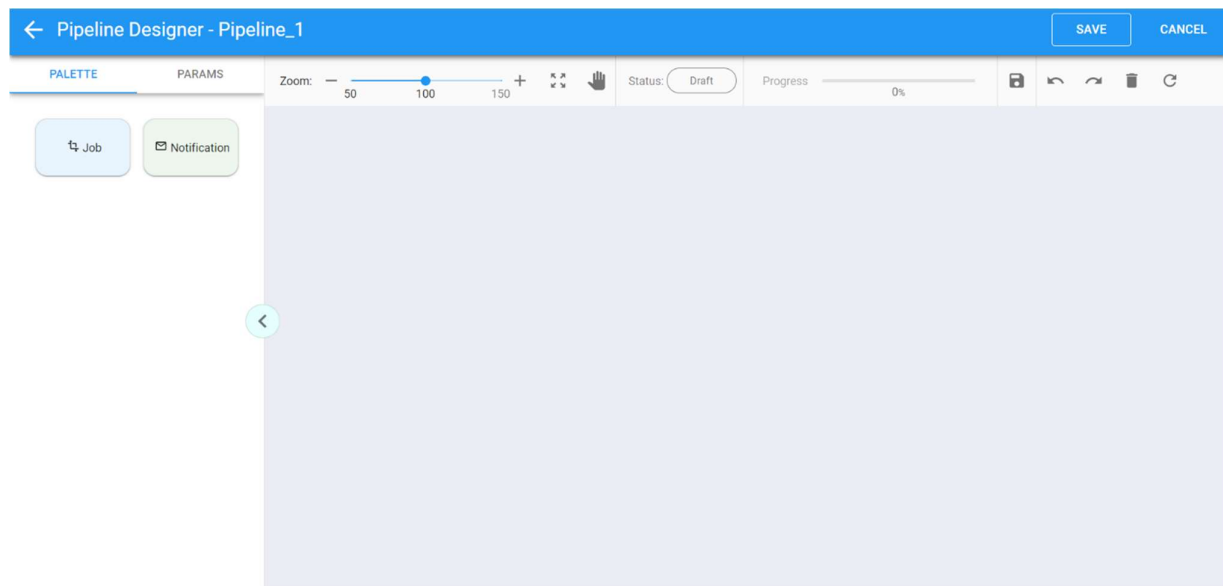 Pipeline Designer - Pipeline_1
SAVE
CANCEL
PALETTE
PARAMS
Zoom:
50
100
150
Status:
Draft
Progress
0%
Job
Notification